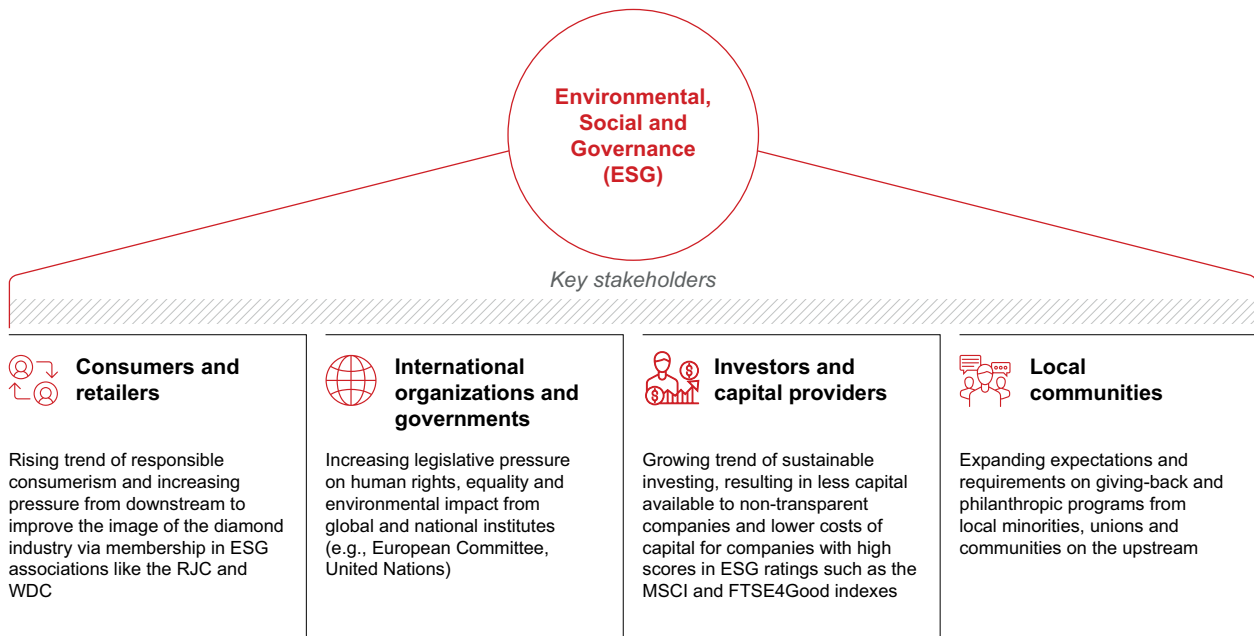 Environmental,
Social and
Governance
(ESG)
Key stakeholders
Consumers and
retailers
Rising trend of responsible
consumerism and increasing
pressure from downstream to
improve the image of the diamond
industry via membership in ESG
associations like the RJC and
WDC
International
organizations and
governments
Increasing legislative pressure
on human rights, equality and
environmental impact from
global and national institutes
(e.g., European Committee,
United Nations)
Investors and
capital providers
Growing trend of sustainable
investing, resulting in less capital
available to non-transparent
companies and lower costs of
capital for companies with high
scores in ESG ratings such as the
MSCI and FTSE4Good indexes
Local
communities
Expanding expectations and
requirements on giving-back and
philanthropic programs from
local minorities, unions and
communities on the upstream